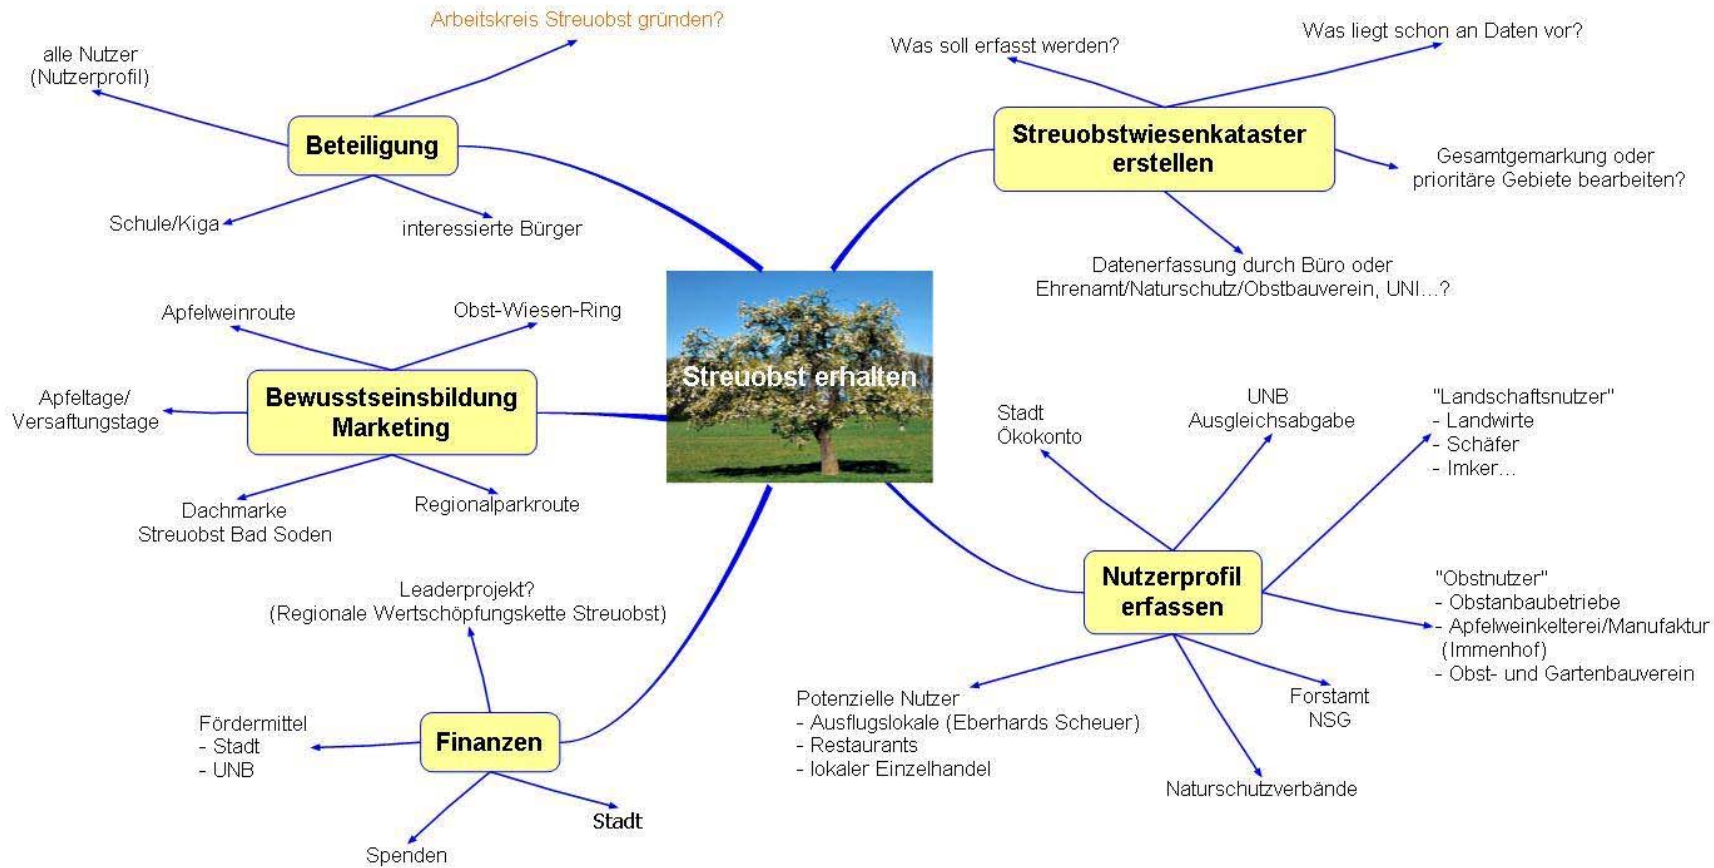 Arbeitskreis Streuobst gründen?
alle Nutzer
(Nutzerprofil)
Beteiligung
Schule/Kiga
interessierte Bürger
Was soll erfasst werden?
Was liegt schon an Daten vor?
Streuobstwiesenkataster
erstellen
Gesamtgemarkung oder
prioritäre Gebiete bearbeiten?
Datenerfassung durch Büro oder
Ehrenamt/Naturschutz/Obstbauverein, UNI...?
Streuobst erhalten
Apfelweinroute
Obst-Wiesen-Ring
Apfeltage/
Versaftungstage
Bewusstseinsbildung
Marketing
Dachmarke
Streuobst Bad Soden
Regionalparkroute
Stadt
Ökokonto
UNB
Ausgleichsabgabe
"Landschaftsnutzer"
- Landwirte
- Schäfer
- Imker...
Nutzerprofil
erfassen
"Obstnutzer"
- Obstanbaubetriebe
- Apfelweinkelterei/Manufaktur
(Immenhof)
- Obst- und Gartenbauverein
Potenzielle Nutzer
- Ausflugslokale (Eberhards Scheuer)
- Restaurants
- lokaler Einzelhandel
Forstamt
NSG
Naturschutzverbände
Leaderprojekt?
(Regionale Wertschöpfungskette Streuobst)
Fördermittel
- Stadt
- UNB
Finanzen
Stadt
Spenden